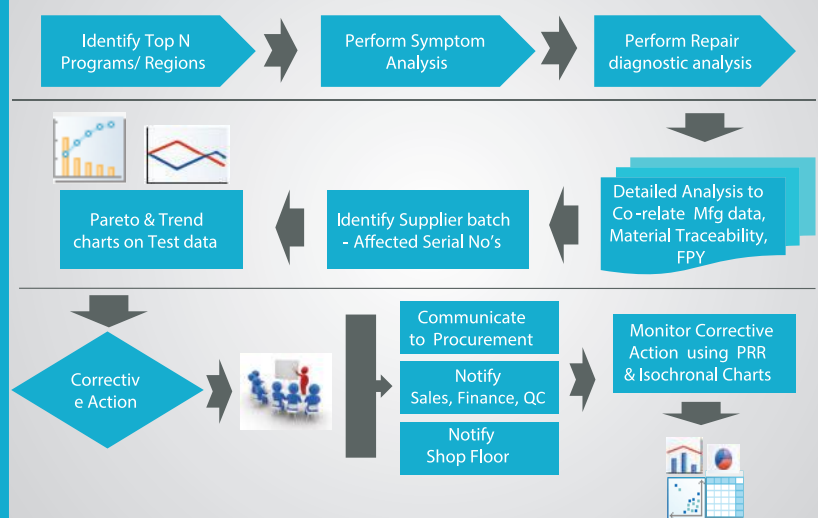 Identify Top N
Programs/ Regions
Perform Symptom
Analysis
Perform Repair
diagnostic analysis
Detailed Analysis to
Co-relate Mfg data,
Material Traceability,
FPY
Identify Supplier batch
- Affected Serial No's
Pareto & Trend
charts on Test data
Correctiv
e Action
Communicate
to Procurement
Notify
Sales, Finance, QC
Notify
Shop Floor
Monitor Corrective
Action using PRR
& Isochronal Charts